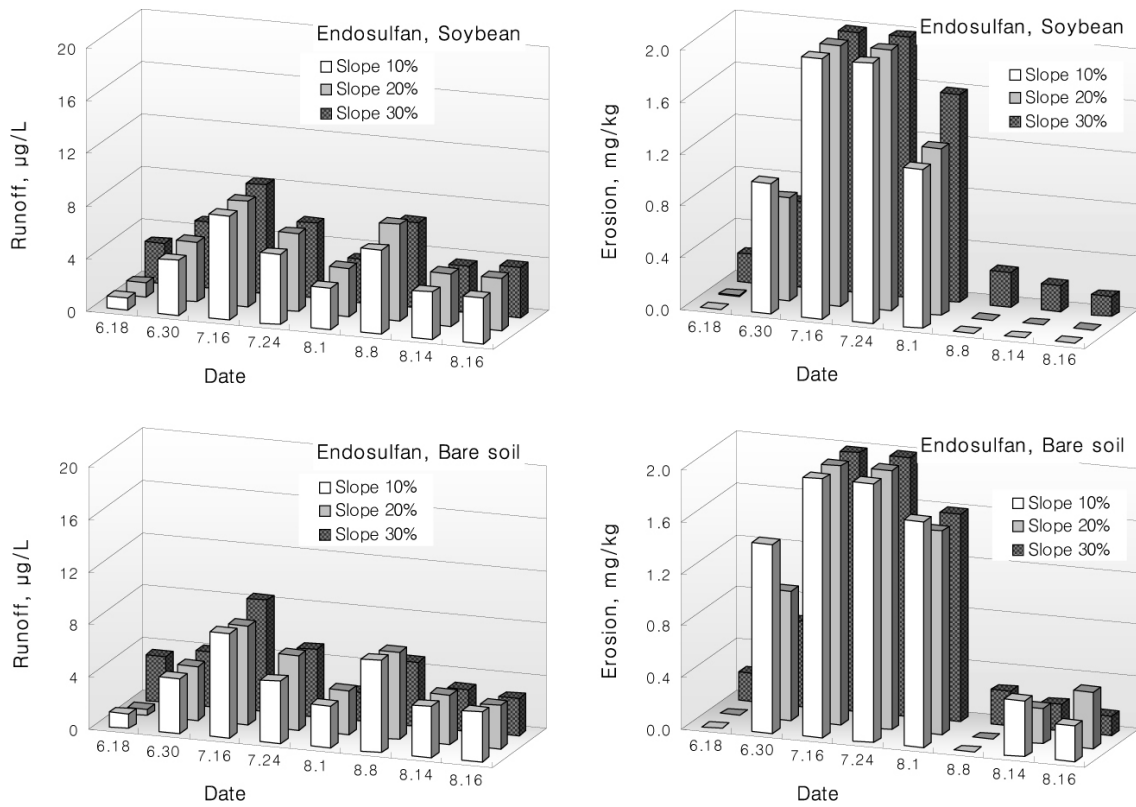 Endosulfan, Soybean
Slope 10%
Slope 20%
Slope 30%
Runoff, µg/L
20
16
12
8
4
0
6.18
6.30
7.16
7.24
8.1
8.8
8.14
8.16
Date
Endosulfan, Soybean
Slope 10%
Slope 20%
Slope 30%
Erosion, mg/kg
2.0
1.6
1.2
0.8
0.4
0.0
6.18
6.30
7.16
7.24
8.1
8.8
8.14
8.16
Date
Endosulfan, Bare soil
Slope 10%
Slope 20%
Slope 30%
Runoff, µg/L
20
16
12
8
4
0
6.18
6.30
7.16
7.24
8.1
8.8
8.14
8.16
Date
Endosulfan, Bare soil
Slope 10%
Slope 20%
Slope 30%
Erosion, mg/kg
2.0
1.6
1.2
0.8
0.4
0.0
6.18
6.30
7.16
7.24
8.1
8.8
8.14
8.16
Date